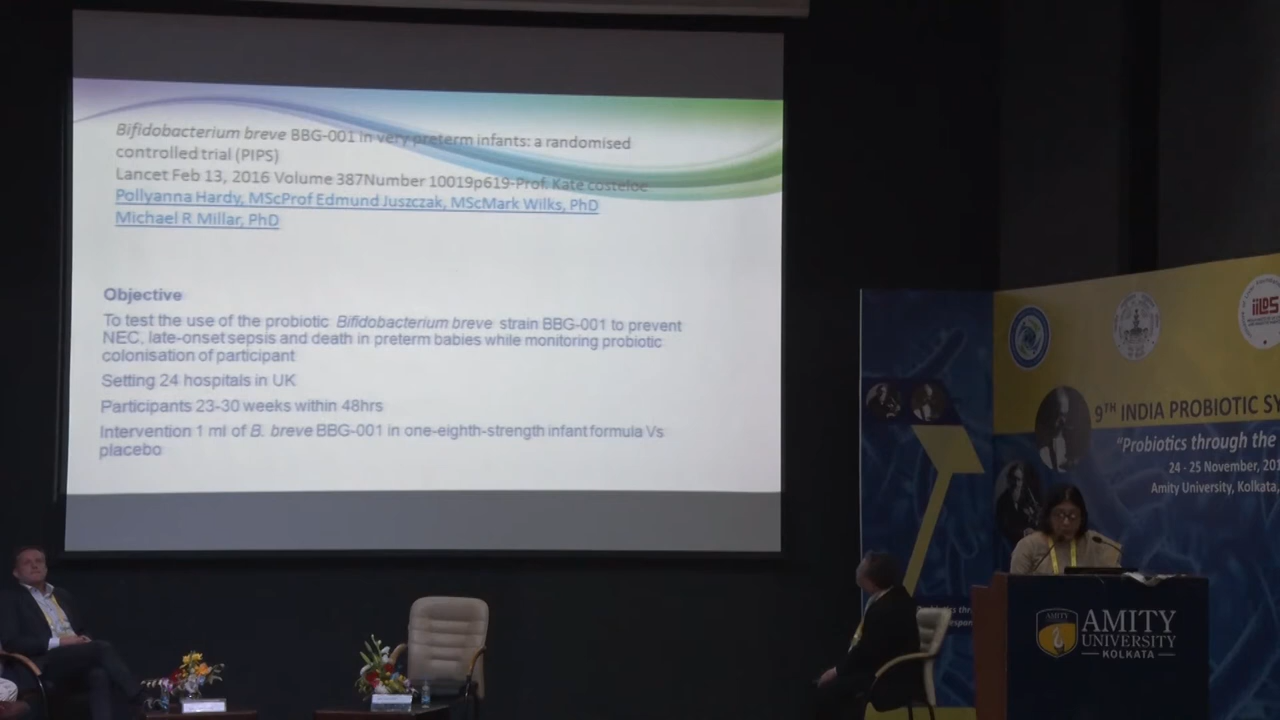 Bifidobacterium breve BBG-001 in very preterm infants: a randomised
controlled trial (PIPS)
Lancet Feb 13, 2016 Volume 387Number 10019p619-Prof. Kate costeloe
Pollyanna Hardy, MScProf Edmund Juszczak, MScMark Wilks, PhD
Michael R Millar, PhD
Objective
To test the use of the probiotic Bifidobacterium breve strain BBG-001 to prevent
NEC, late-onset sepsis and death in preterm babies while monitoring probiotic
colonisation of participant
Setting 24 hospitals in UK
Participants 23-30 weeks within 48hrs
Intervention 1 ml of B. breve BBG-001 in one-eighth-strength infant formula Vs
placebo
iiLDS
9TH INDIA PROBIOTIC SY
"Probiotics through the
24 - 25 November, 201
Amity University, Kolkata,
AMITY
AMITY
UNIVERSITY
KOLKATA